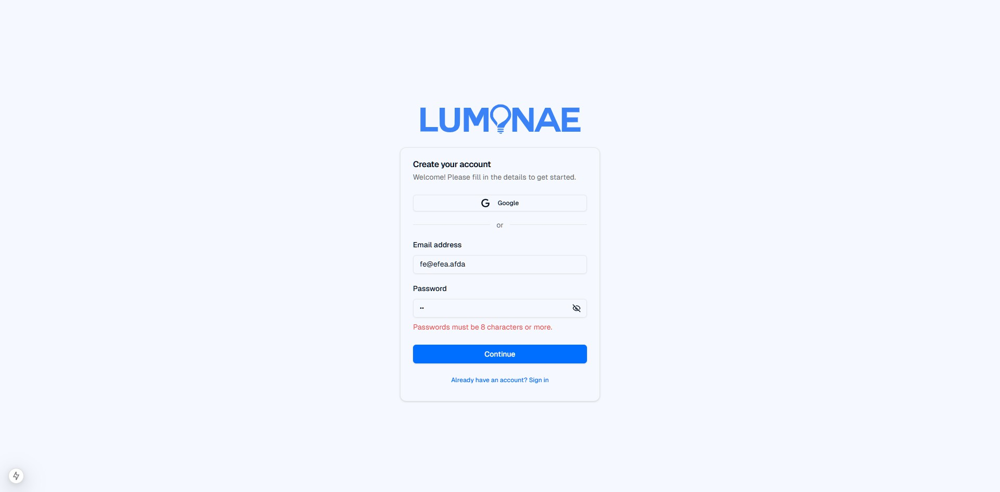 LUMONAE
Create your account
Welcome! Please fill in the details to get started.
Google
or
Email address
fe@efea.afda
Password
••
Passwords must be 8 characters or more.
Continue
Already have an account? Sign in